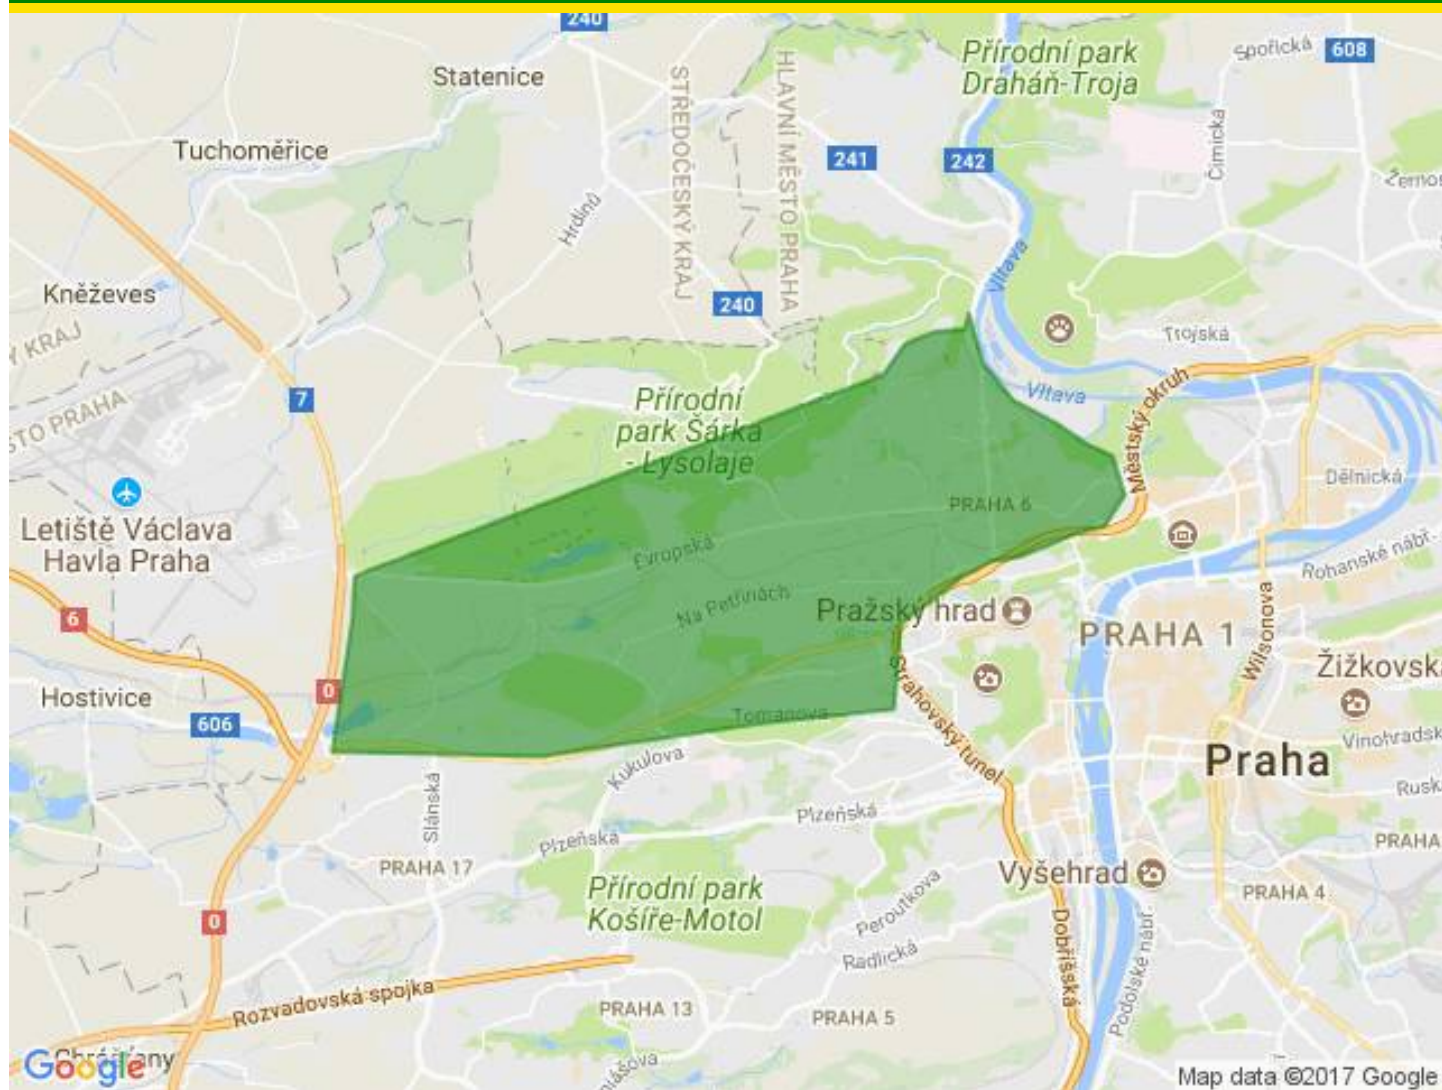 240
Přírodní park
Draháň-Troja
Spořická
608
Statenice
STŘEDOČESKÝ KRAJ
HLAVNÍ MĚSTO PRAHA
Tuchoměřice
241
242
Čimická
Hrdinů
Vltava
Kněževes
240
Trojská
Ý KRAJ
7
Vltava
Městský okruh
STO PRAHA
Přírodní
park Šárka
- Lysolaje
Dělnická
PRAHA 6
Letiště Václava
Havla Praha
Evropská
Rohanské nábř.
6
Na Petřinách
Pražský hrad
PRAHA 1
Wilsonova
Žižkovsk
Hostivice
0
606
Tomanova
Strahovský tunel
Vinohradsk
Kukulova
Praha
Rusk
Slánská
Plzeňská
Plzeňská
PRAHA
PRAHA 17
Vyšehrad
PRAHA 4
Přírodní park
Košíře-Motol
Peroutkova
0
Radlická
Dobříšská
Podolské nábř.
Rozvadovská spojka
PRAHA 13
PRAHA 5
Google
Map data ©2017 Google